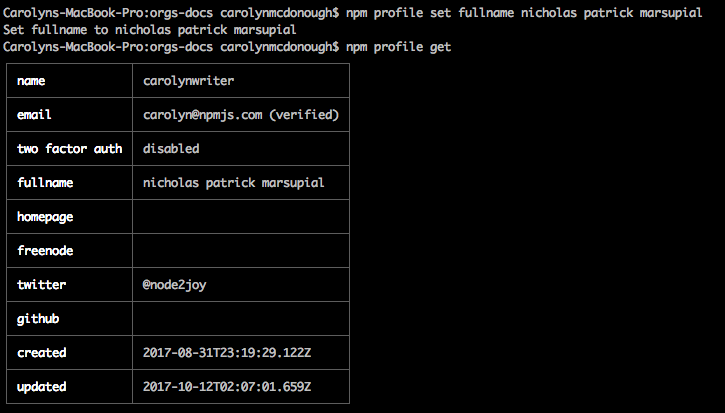 Carolyns-MacBook-Pro:orgs-docs carolynmcdonough$ npm profile set fullname nicholas patrick marsupial
Set fullname to nicholas patrick marsupial
Carolyns-MacBook-Pro:orgs-docs carolynmcdonough$ npm profile get
name carolynwriter
email carolyn@npmjs.com (verified)
two factor auth disabled
fullname nicholas patrick marsupial
homepage
freenode
twitter @node2joy
github
created 2017-08-31T23:19:29.122Z
updated 2017-10-12T02:07:01.659Z